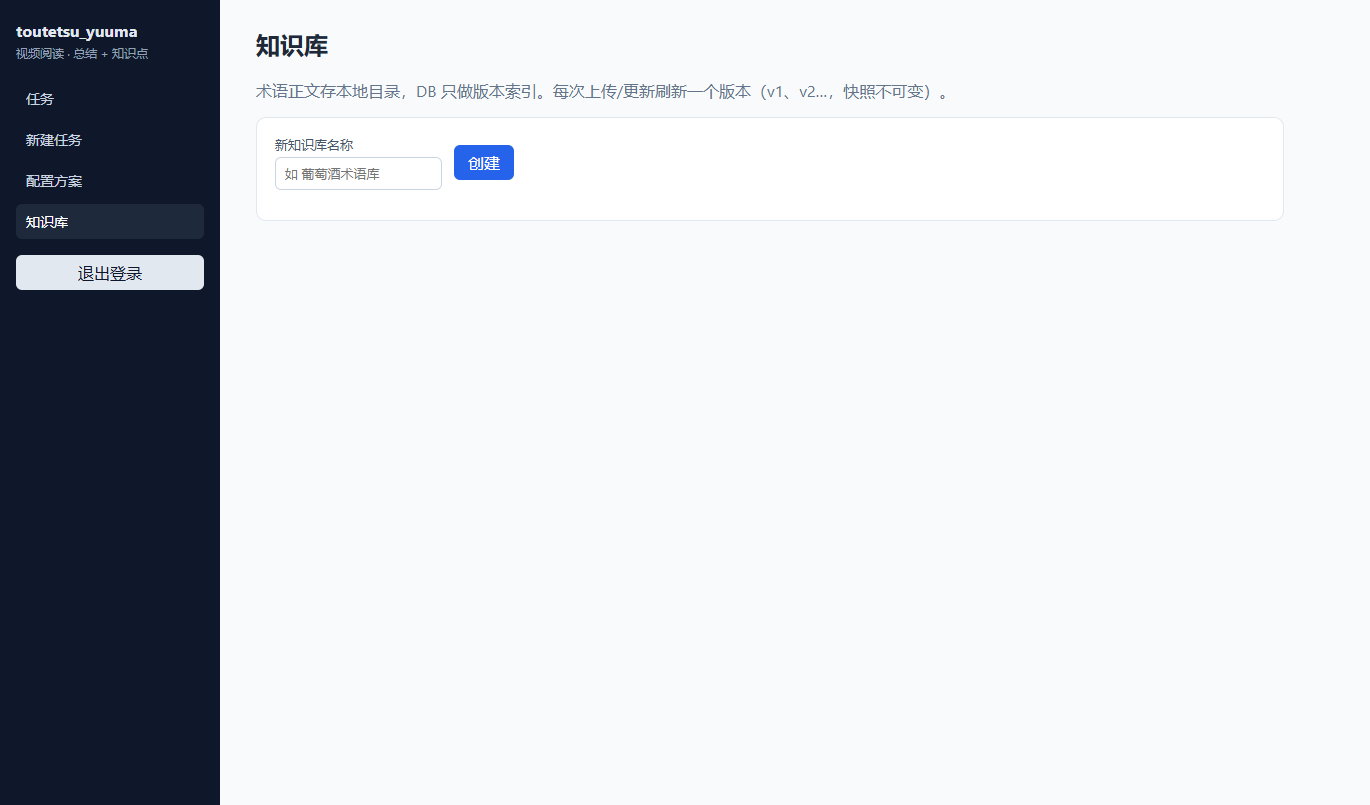 toutetsu_yuuma
视频阅读 · 总结 + 知识点
任务
新建任务
配置方案
知识库
退出登录
知识库
术语正文存本地目录，DB 只做版本索引。每次上传/更新刷新一个版本（v1、v2…，快照不可变）。
新知识库名称
如 葡萄酒术语库
创建